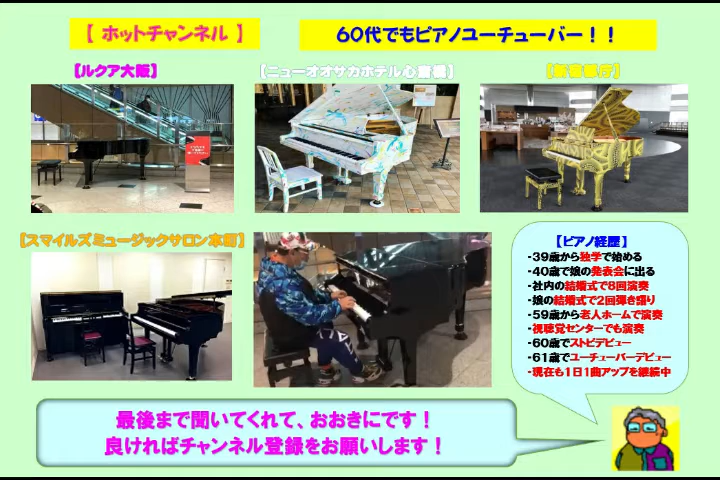 【 ホットチャンネル 】
60代でもピアノユーチューバー！！
【ルクア大阪】
【ニューオオサカホテル心斎橋】
【新宿都庁】
【スマイルズミュージックサロン本町】
【ピアノ経歴】
・39歳から独学で始める
・40歳で娘の発表会に出る
・社内の結婚式で8回演奏
・娘の結婚式で2回弾き語り
・59歳から老人ホームで演奏
・視聴覚センターでも演奏
・60歳でストピデビュー
・61歳でユーチューバーデビュー
・現在も1日1曲アップを継続中
最後まで聞いてくれて、おおきにです！
良ければチャンネル登録をお願いします！